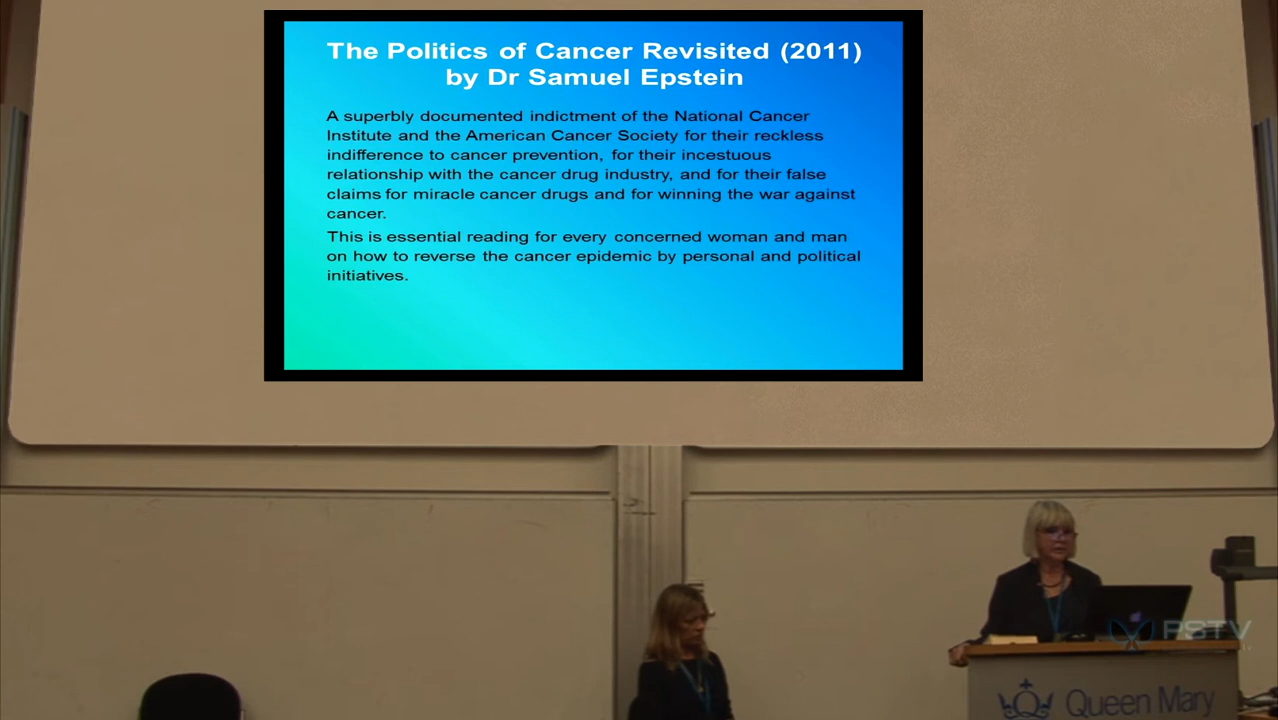 The Politics of Cancer Revisited (2011)
by Dr Samuel Epstein
A superbly documented indictment of the National Cancer
Institute and the American Cancer Society for their reckless
indifference to cancer prevention, for their incestuous
relationship with the cancer drug industry, and for their false
claims for miracle cancer drugs and for winning the war against
cancer.
This is essential reading for every concerned woman and man
on how to reverse the cancer epidemic by personal and political
initiatives.
PSTV
Queen Mary